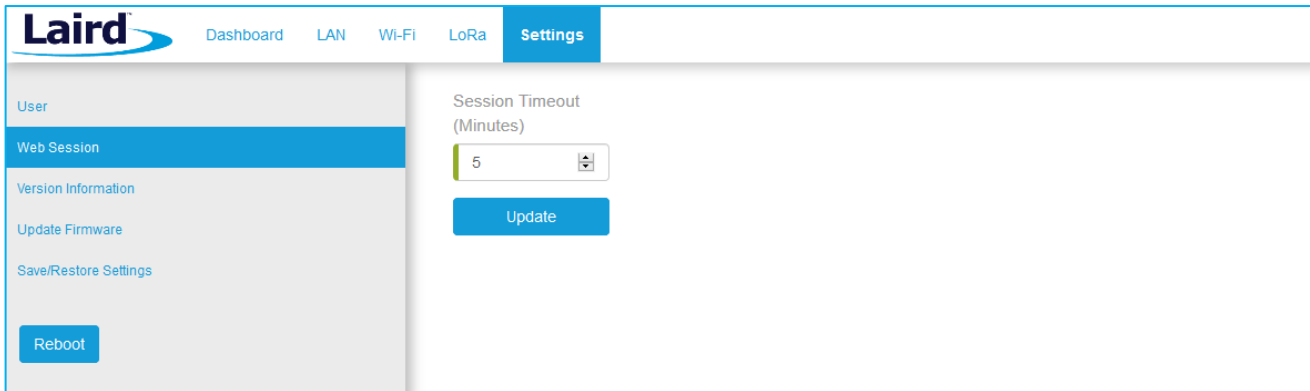 Laird™
Dashboard LAN Wi-Fi LoRa Settings
User
Web Session
Version Information
Update Firmware
Save/Restore Settings
Reboot
Session Timeout
(Minutes)
5
Update